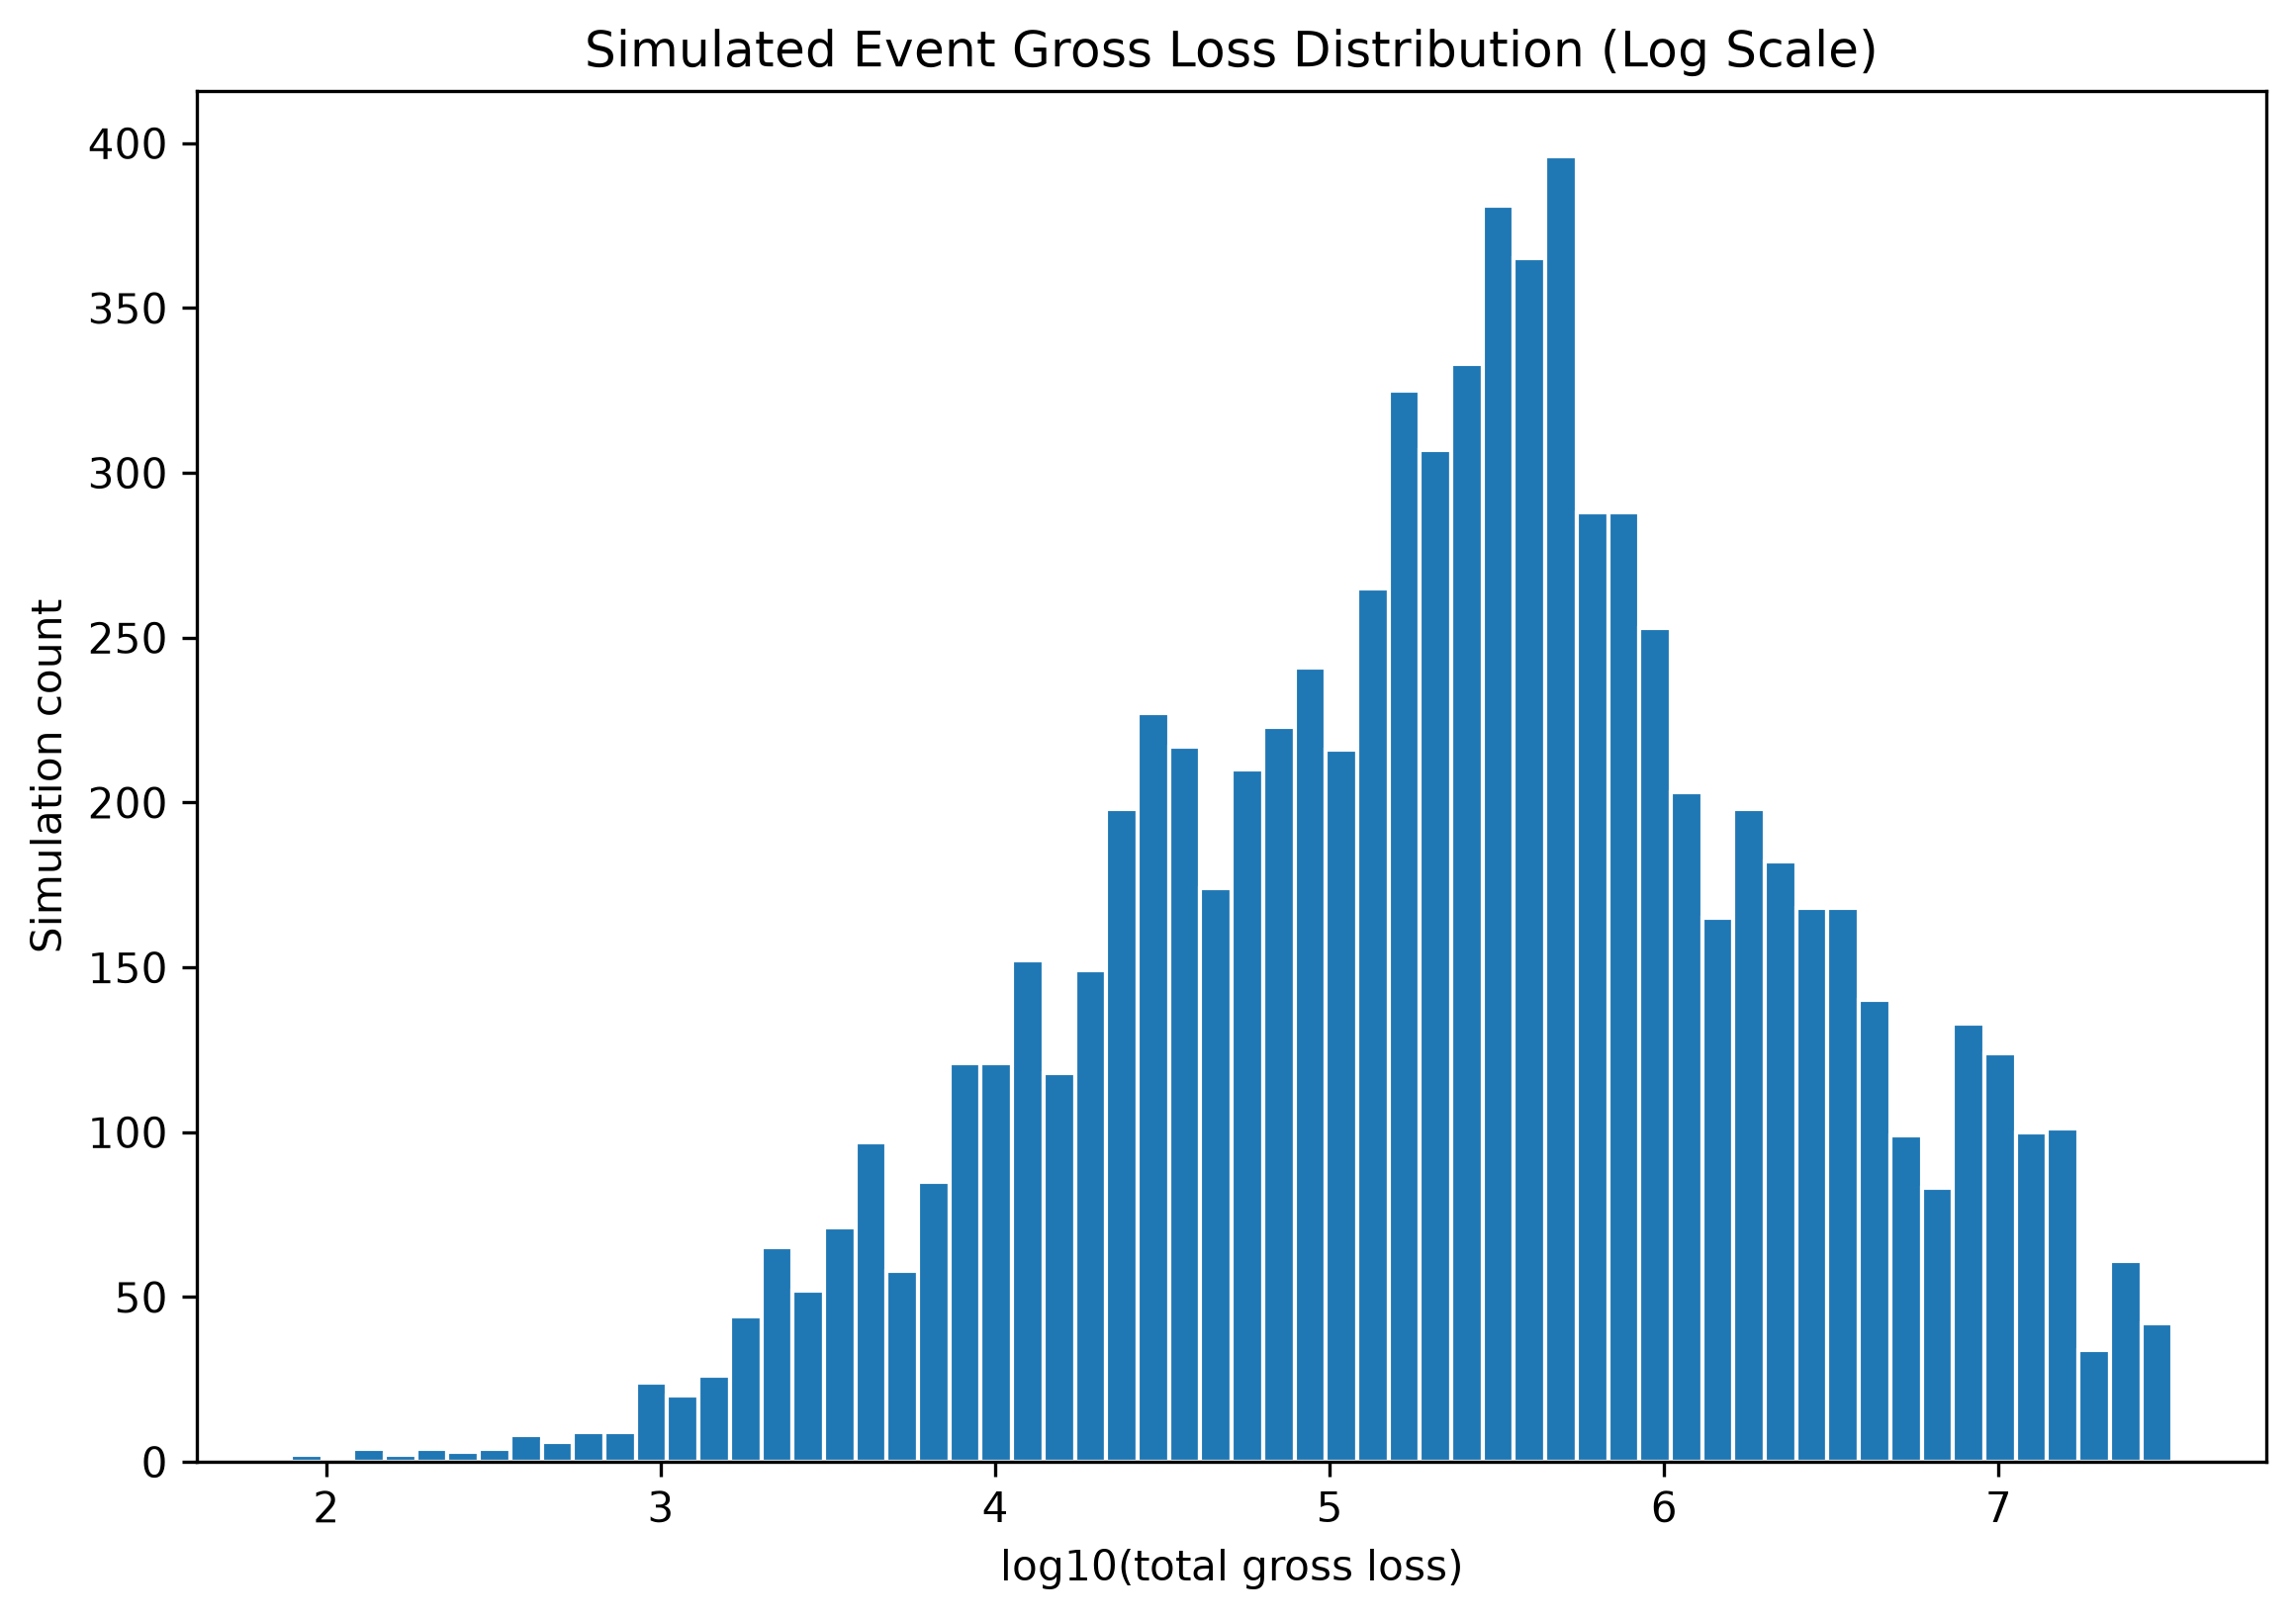 Simulated Event Gross Loss Distribution (Log Scale)
400
350
300
250
200
150
100
50
0
Simulation count
2 3 4 5 6 7
log10(total gross loss)